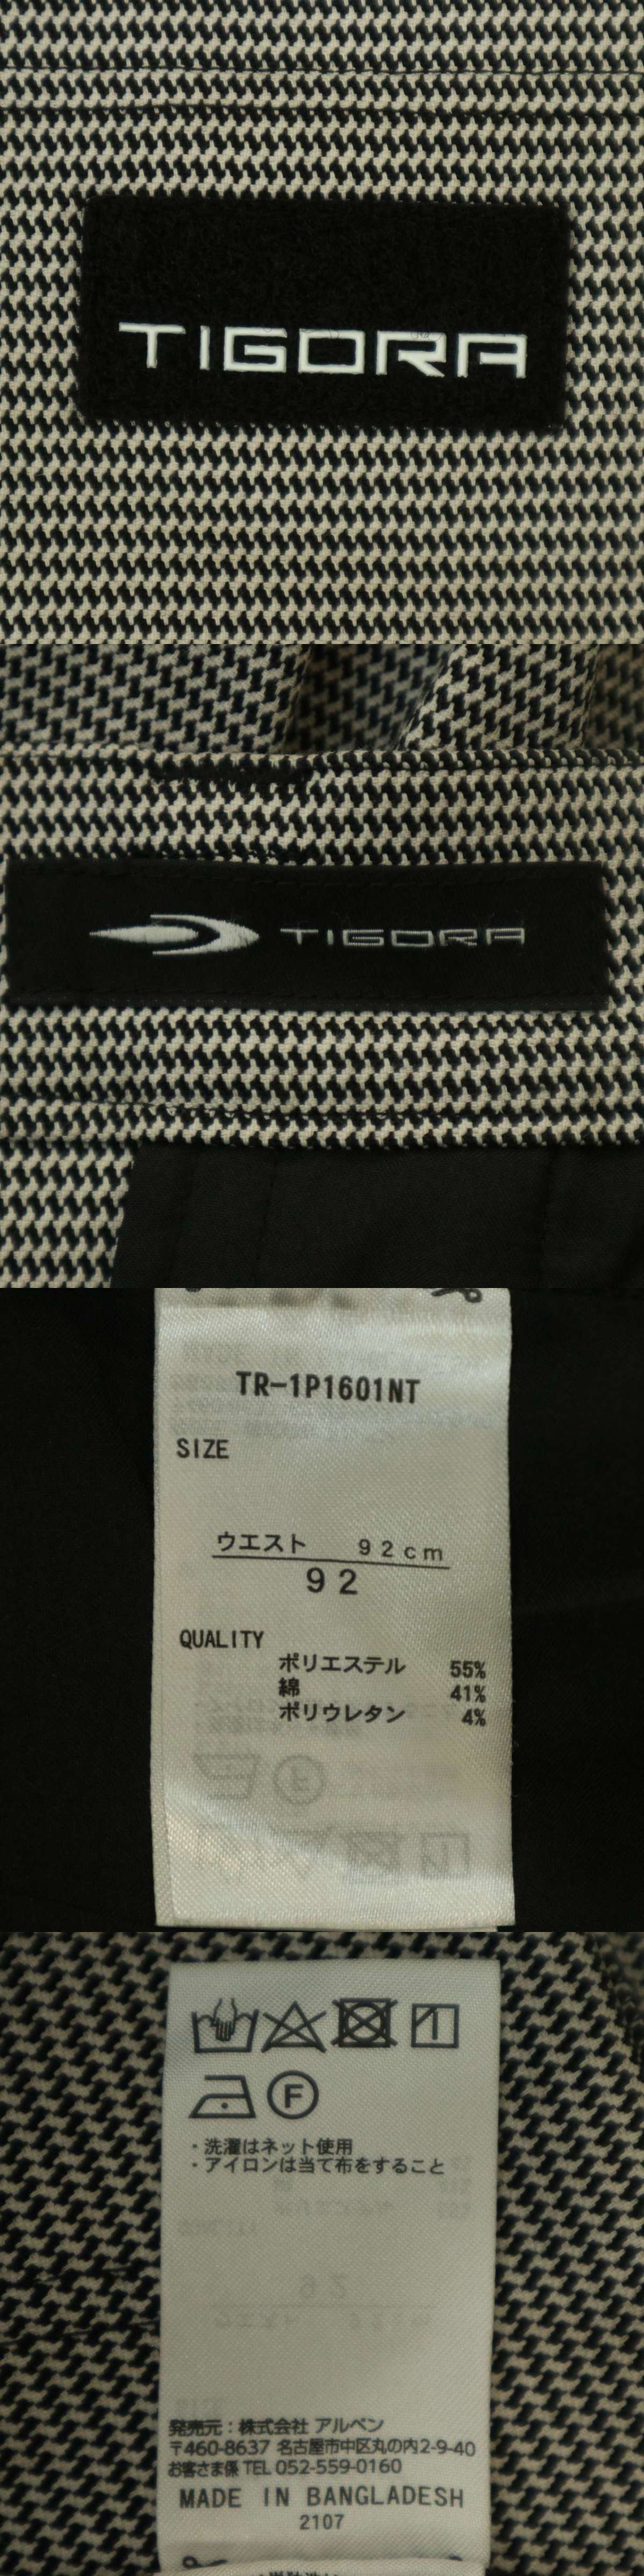 TIGORA
TIGORA
TR-1P1601NT
SIZE
ウエスト 92cm
92
QUALITY
ポリエステル 55%
綿 41%
ポリウレタン 4%
F
・洗濯はネット使用
・アイロンは当て布をすること
発売元：株式会社 アルペン
〒460-8637 名古屋市中区丸の内2-9-40
お客さま係 TEL 052-559-0160
MADE IN BANGLADESH
2107